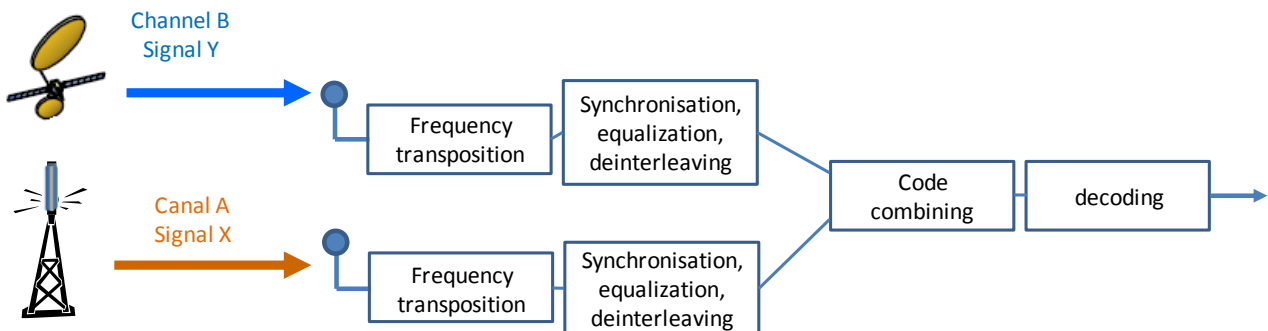 Channel B
Signal Y
Frequency
transposition
Synchronisation,
equalization,
deinterleaving
Code
combining
decoding
Canal A
Signal X
Frequency
transposition
Synchronisation,
equalization,
deinterleaving